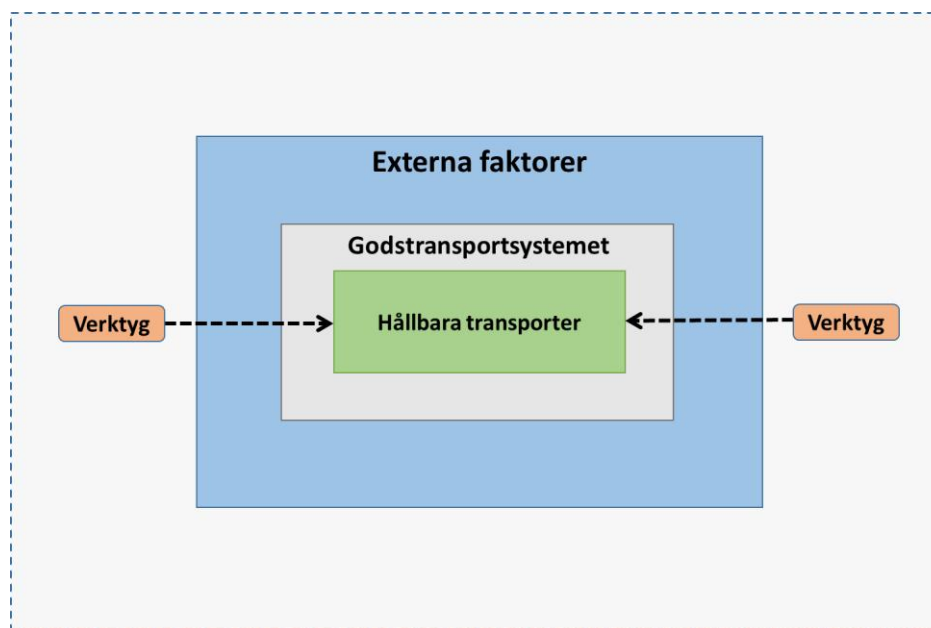 Externa faktorer
Godstransportsystemet
Verktyg
Hållbara transporter
Verktyg